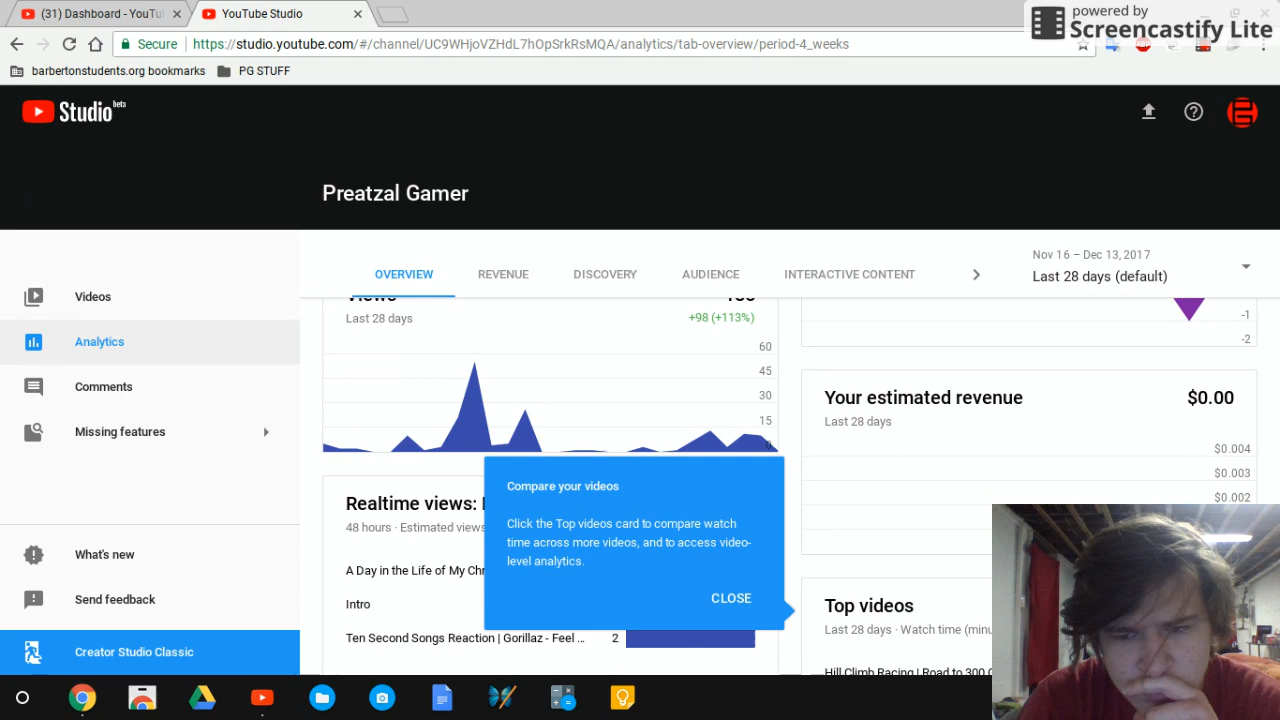 (31) Dashboard - YouTu
YouTube Studio
powered by
Screencastify Lite
Secure
https://studio.youtube.com/#/channel/UC9WHjoVZHdL7hOpSrkRsMQA/analytics/tab-overview/period-4_weeks
barbertonstudents.org bookmarks
PG STUFF
Studio beta
Preatzal Gamer
Videos
Analytics
Comments
Missing features
What's new
Send feedback
Creator Studio Classic
OVERVIEW
REVENUE
DISCOVERY
AUDIENCE
INTERACTIVE CONTENT
Nov 16 – Dec 13, 2017
Last 28 days (default)
Views
Last 28 days
+98 (+113%)
60
45
30
15
0
Realtime views:
48 hours · Estimated views
A Day in the Life of My Chr
Intro
Ten Second Songs Reaction | Gorillaz - Feel ...
2
Compare your videos
Click the Top videos card to compare watch
time across more videos, and to access video-
level analytics.
CLOSE
-1
-2
Your estimated revenue
$0.00
Last 28 days
$0.004
$0.003
$0.002
Top videos
Last 28 days · Watch time (minu
Hill Climb Racing | Road to 300,0